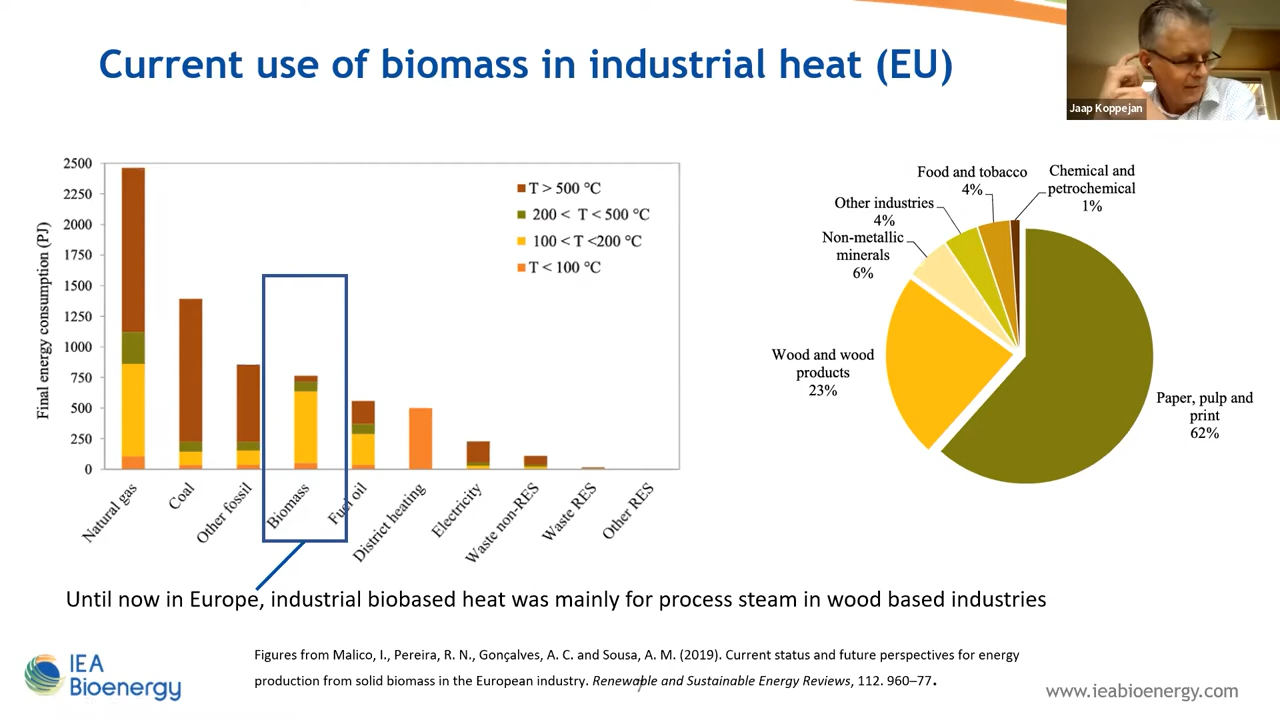 Current use of biomass in industrial heat (EU)
Jaap Koppejan
Final energy consumption (PJ)
2500
2250
2000
1750
1500
1250
1000
750
500
250
0
T > 500 °C
200 < T < 500 °C
100 < T <200 °C
T < 100 °C
Natural gas
Coal
Other fossil
Biomass
Fuel oil
District heating
Electricity
Waste non-RES
Waste RES
Other RES
Food and tobacco
4%
Chemical and
petrochemical
1%
Other industries
4%
Non-metallic
minerals
6%
Wood and wood
products
23%
Paper, pulp and
print
62%
Until now in Europe, industrial biobased heat was mainly for process steam in wood based industries
IEA
Bioenergy
Figures from Malico, I., Pereira, R. N., Gonçalves, A. C. and Sousa, A. M. (2019). Current status and future perspectives for energy
production from solid biomass in the European industry. Renewable and Sustainable Energy Reviews, 112. 960–77.
7
www.ieabioenergy.com